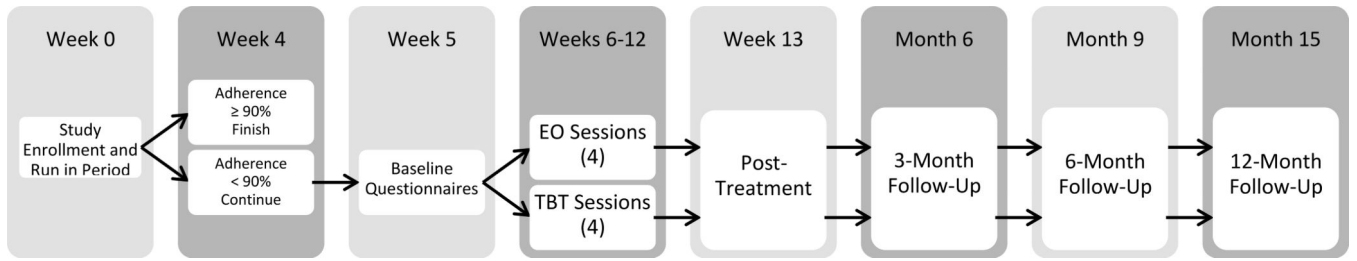 Week 0
Study
Enrollment and
Run in Period
Week 4
Adherence
≥ 90%
Finish
Adherence
< 90%
Continue
Week 5
Baseline
Questionnaires
Weeks 6-12
EO Sessions
(4)
TBT Sessions
(4)
Week 13
Post-
Treatment
Month 6
3-Month
Follow-Up
Month 9
6-Month
Follow-Up
Month 15
12-Month
Follow-Up